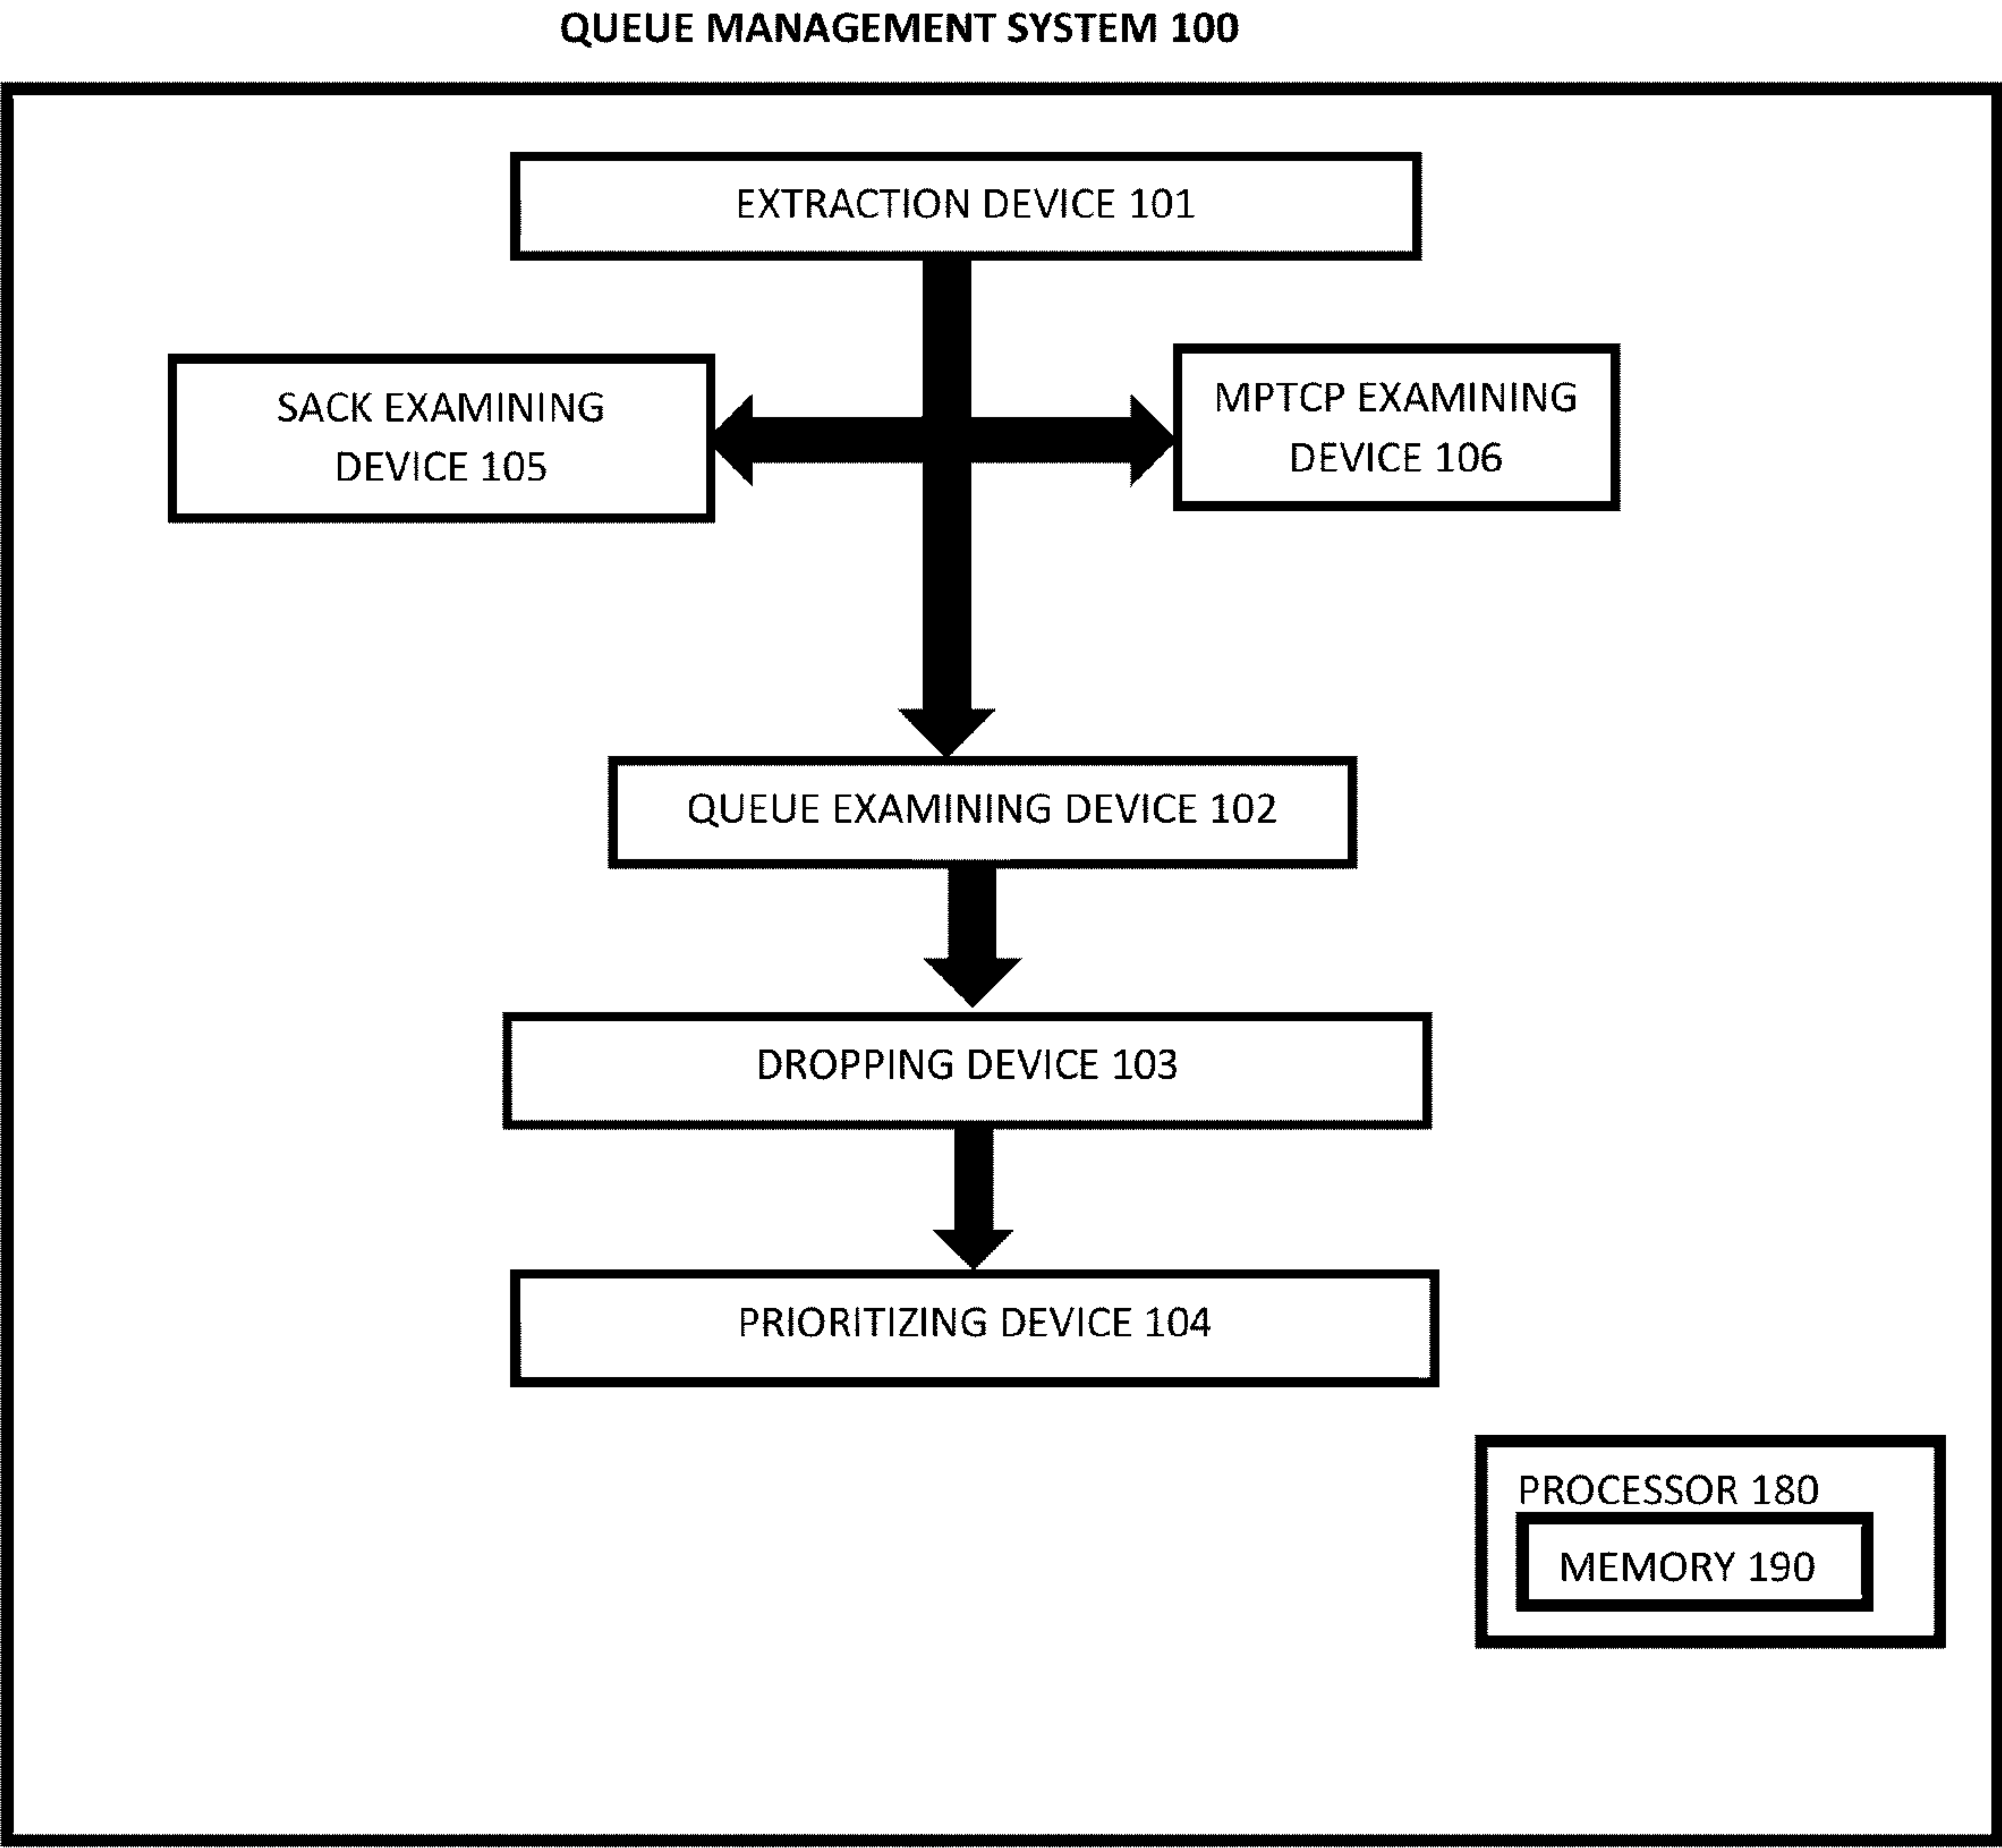 QUEUE MANAGEMENT SYSTEM 100
EXTRACTION DEVICE 101
SACK EXAMINING
DEVICE 105
MPTCP EXAMINING
DEVICE 106
QUEUE EXAMINING DEVICE 102
DROPPING DEVICE 103
PRIORITIZING DEVICE 104
PROCESSOR 180
MEMORY 190